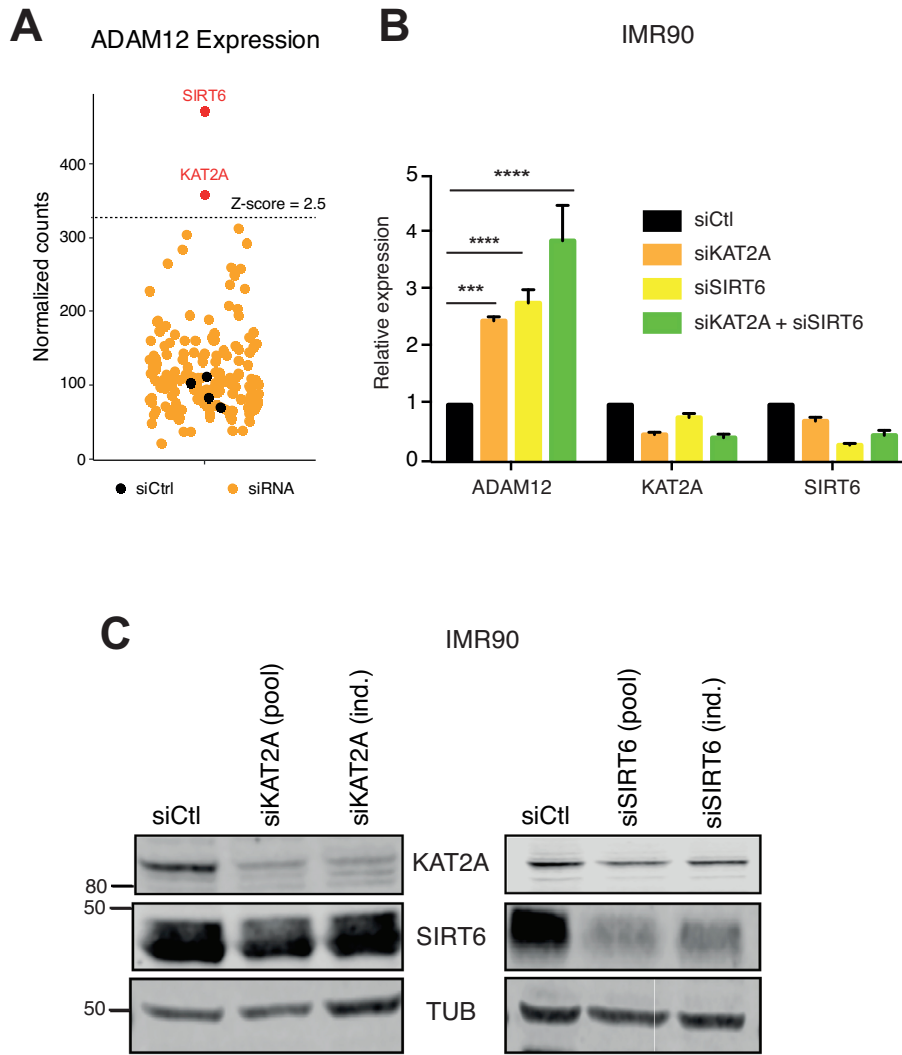 A
ADAM12 Expression
Normalized counts
400
300
200
100
0
SIRT6
KAT2A
Z-score = 2.5
siCtrl
siRNA
B
IMR90
Relative expression
5
4
3
2
1
0
****
****
***
siCtl
siKAT2A
siSIRT6
siKAT2A + siSIRT6
ADAM12 KAT2A SIRT6
C
IMR90
siCtl siKAT2A (pool) siKAT2A (ind.) siCtl siSIRT6 (pool) siSIRT6 (ind.)
80
KAT2A
50
SIRT6
50
TUB